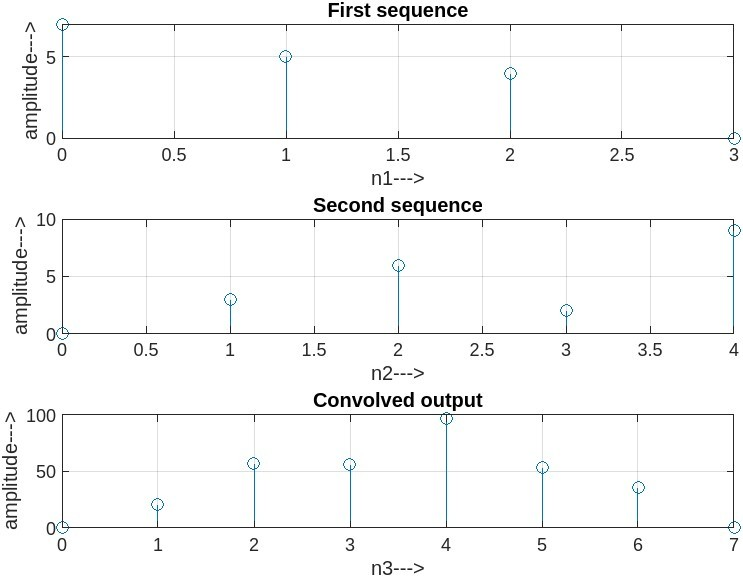 First sequence
amplitude--->
5
0
0 0.5 1 1.5 2 2.5 3
n1--->
Second sequence
amplitude--->
10
5
0
0 0.5 1 1.5 2 2.5 3 3.5 4
n2--->
Convolved output
amplitude--->
100
50
0
0 1 2 3 4 5 6 7
n3--->